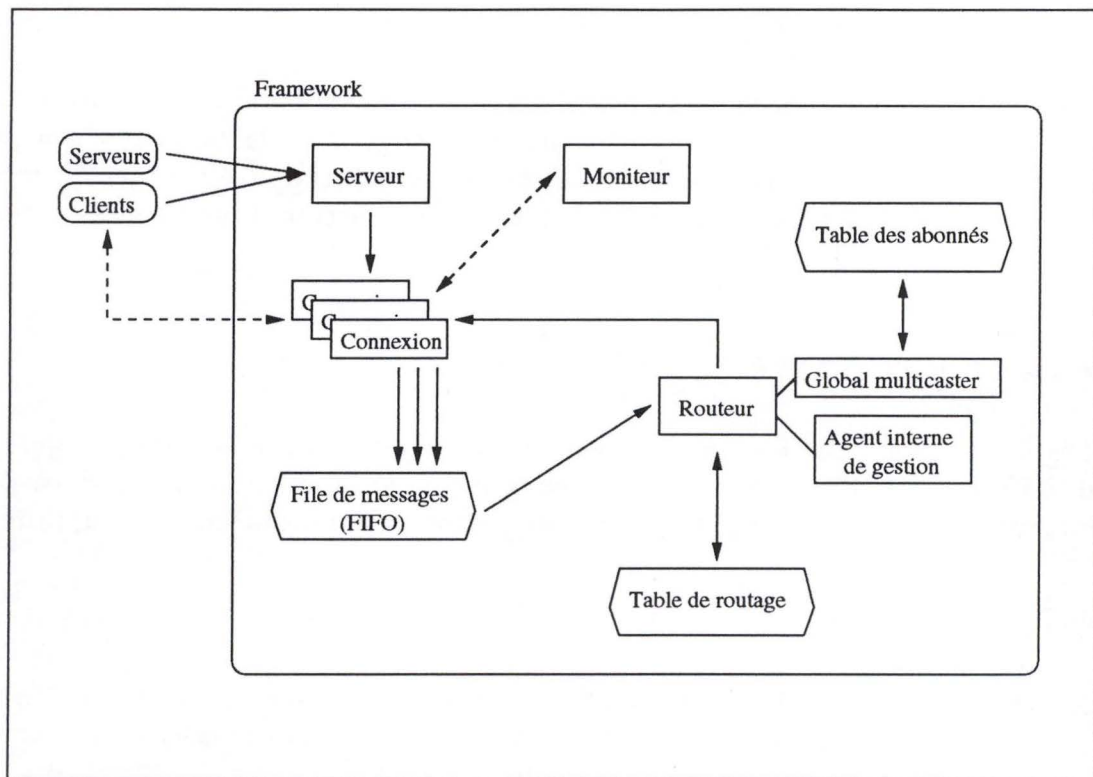 Framework
Serveurs
Clients
Serveur
Moniteur
Table des abonnés
C
C
Connexion
Global multicaster
Routeur
Agent interne
de gestion
File de messages
(FIFO)
Table de routage